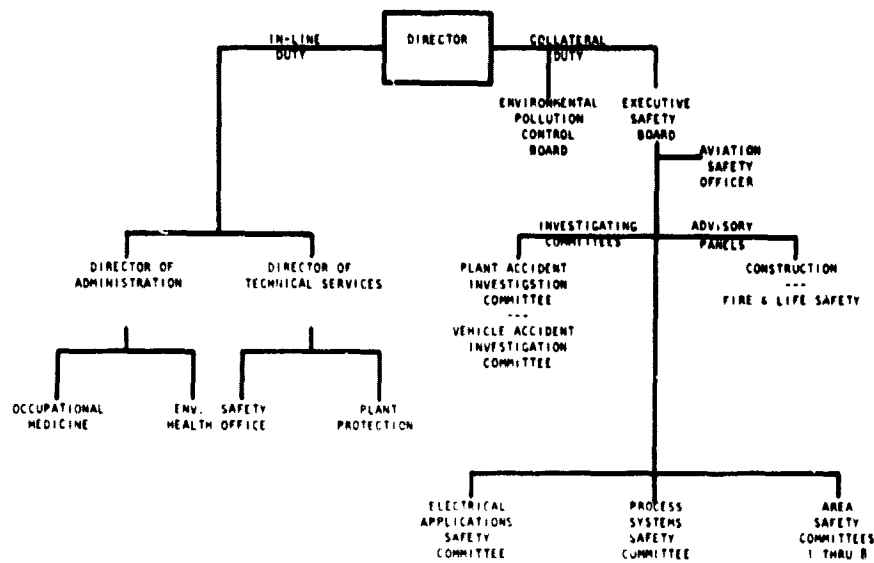 IN-LINE
DUTY
DIRECTOR
COLLATERAL
DUTY
ENVIRONMENTAL
POLLUTION
CONTROL
BOARD
EXECUTIVE
SAFETY
BOARD
AVIATION
SAFETY
OFFICER
INVESTIGATING
COMMITTEES
ADVISORY
PANELS
DIRECTOR OF
ADMINISTRATION
DIRECTOR OF
TECHNICAL SERVICES
PLANT ACCIDENT
INVESTIGSTION
COMMITTEE
---
VEHICLE ACCIDENT
INVESTIGATION
COMMITTEE
CONSTRUCTION
---
FIRE & LIFE SAFETY
OCCUPATIONAL
MEDICINE
ENV.
HEALTH
SAFETY
OFFICE
PLANT
PROTECTION
ELECTRICAL
APPLICATIONS
SAFETY
COMMITTEE
PROCESS
SYSTEMS
SAFETY
COMMITTEE
AREA
SAFETY
COMMITTEES
1 THRU 8